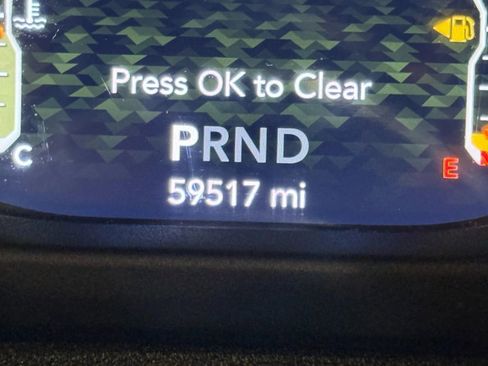 Press OK to Clear
PRND
C
E
59517 mi